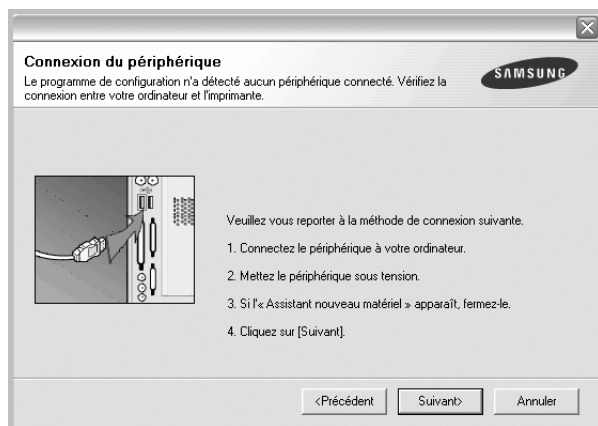 Connexion du périphérique
Le programme de configuration n'a détecté aucun périphérique connecté. Vérifiez la
connexion entre votre ordinateur et l'imprimante.
SAMSUNG
Veuillez vous reporter à la méthode de connexion suivante.
1. Connectez le périphérique à votre ordinateur.
2. Mettez le périphérique sous tension.
3. Si l'« Assistant nouveau matériel » apparaît, fermez-le.
4. Cliquez sur [Suivant].
<Précédent
Suivant>
Annuler